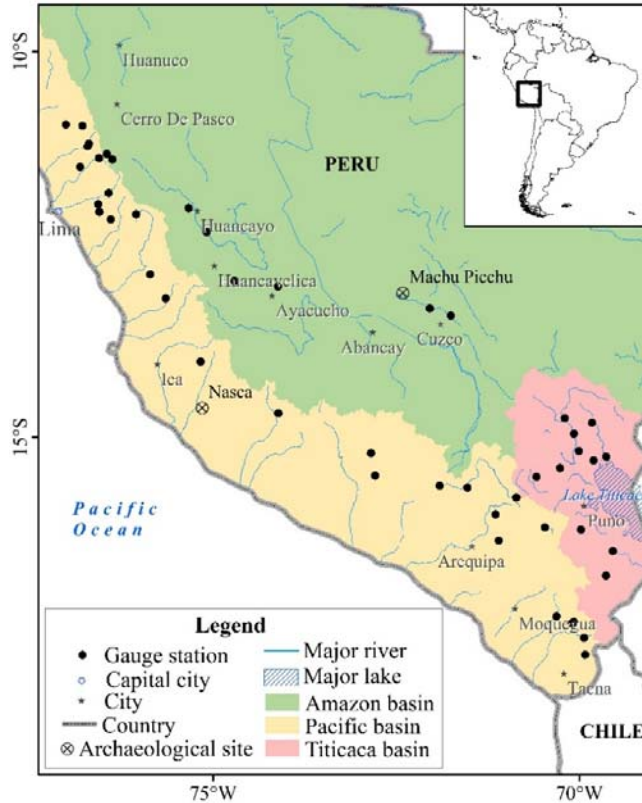 10°S
Huanuco
Cerro De Pasco
PERU
Lima
Huancayo
Huancavelica
Machu Picchu
Ayacucho
Abancay
Cuzco
Ica
Nasca
15°S
Pacific
Ocean
Lake Titicac
Puno
Arequipa
Moquegua
Tacna
CHILE
Legend
Gauge station
Capital city
City
Country
Archaeological site
Major river
Major lake
Amazon basin
Pacific basin
Titicaca basin
75°W
70°W